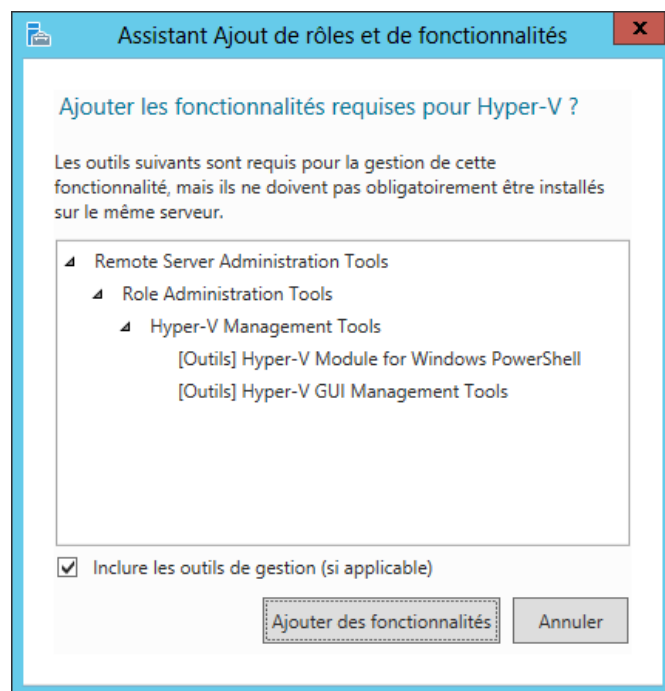 Assistant Ajout de rôles et de fonctionnalités
x
Ajouter les fonctionnalités requises pour Hyper-V ?
Les outils suivants sont requis pour la gestion de cette
fonctionnalité, mais ils ne doivent pas obligatoirement être installés
sur le même serveur.
Remote Server Administration Tools
Role Administration Tools
Hyper-V Management Tools
[Outils] Hyper-V Module for Windows PowerShell
[Outils] Hyper-V GUI Management Tools
Inclure les outils de gestion (si applicable)
Ajouter des fonctionnalités
Annuler